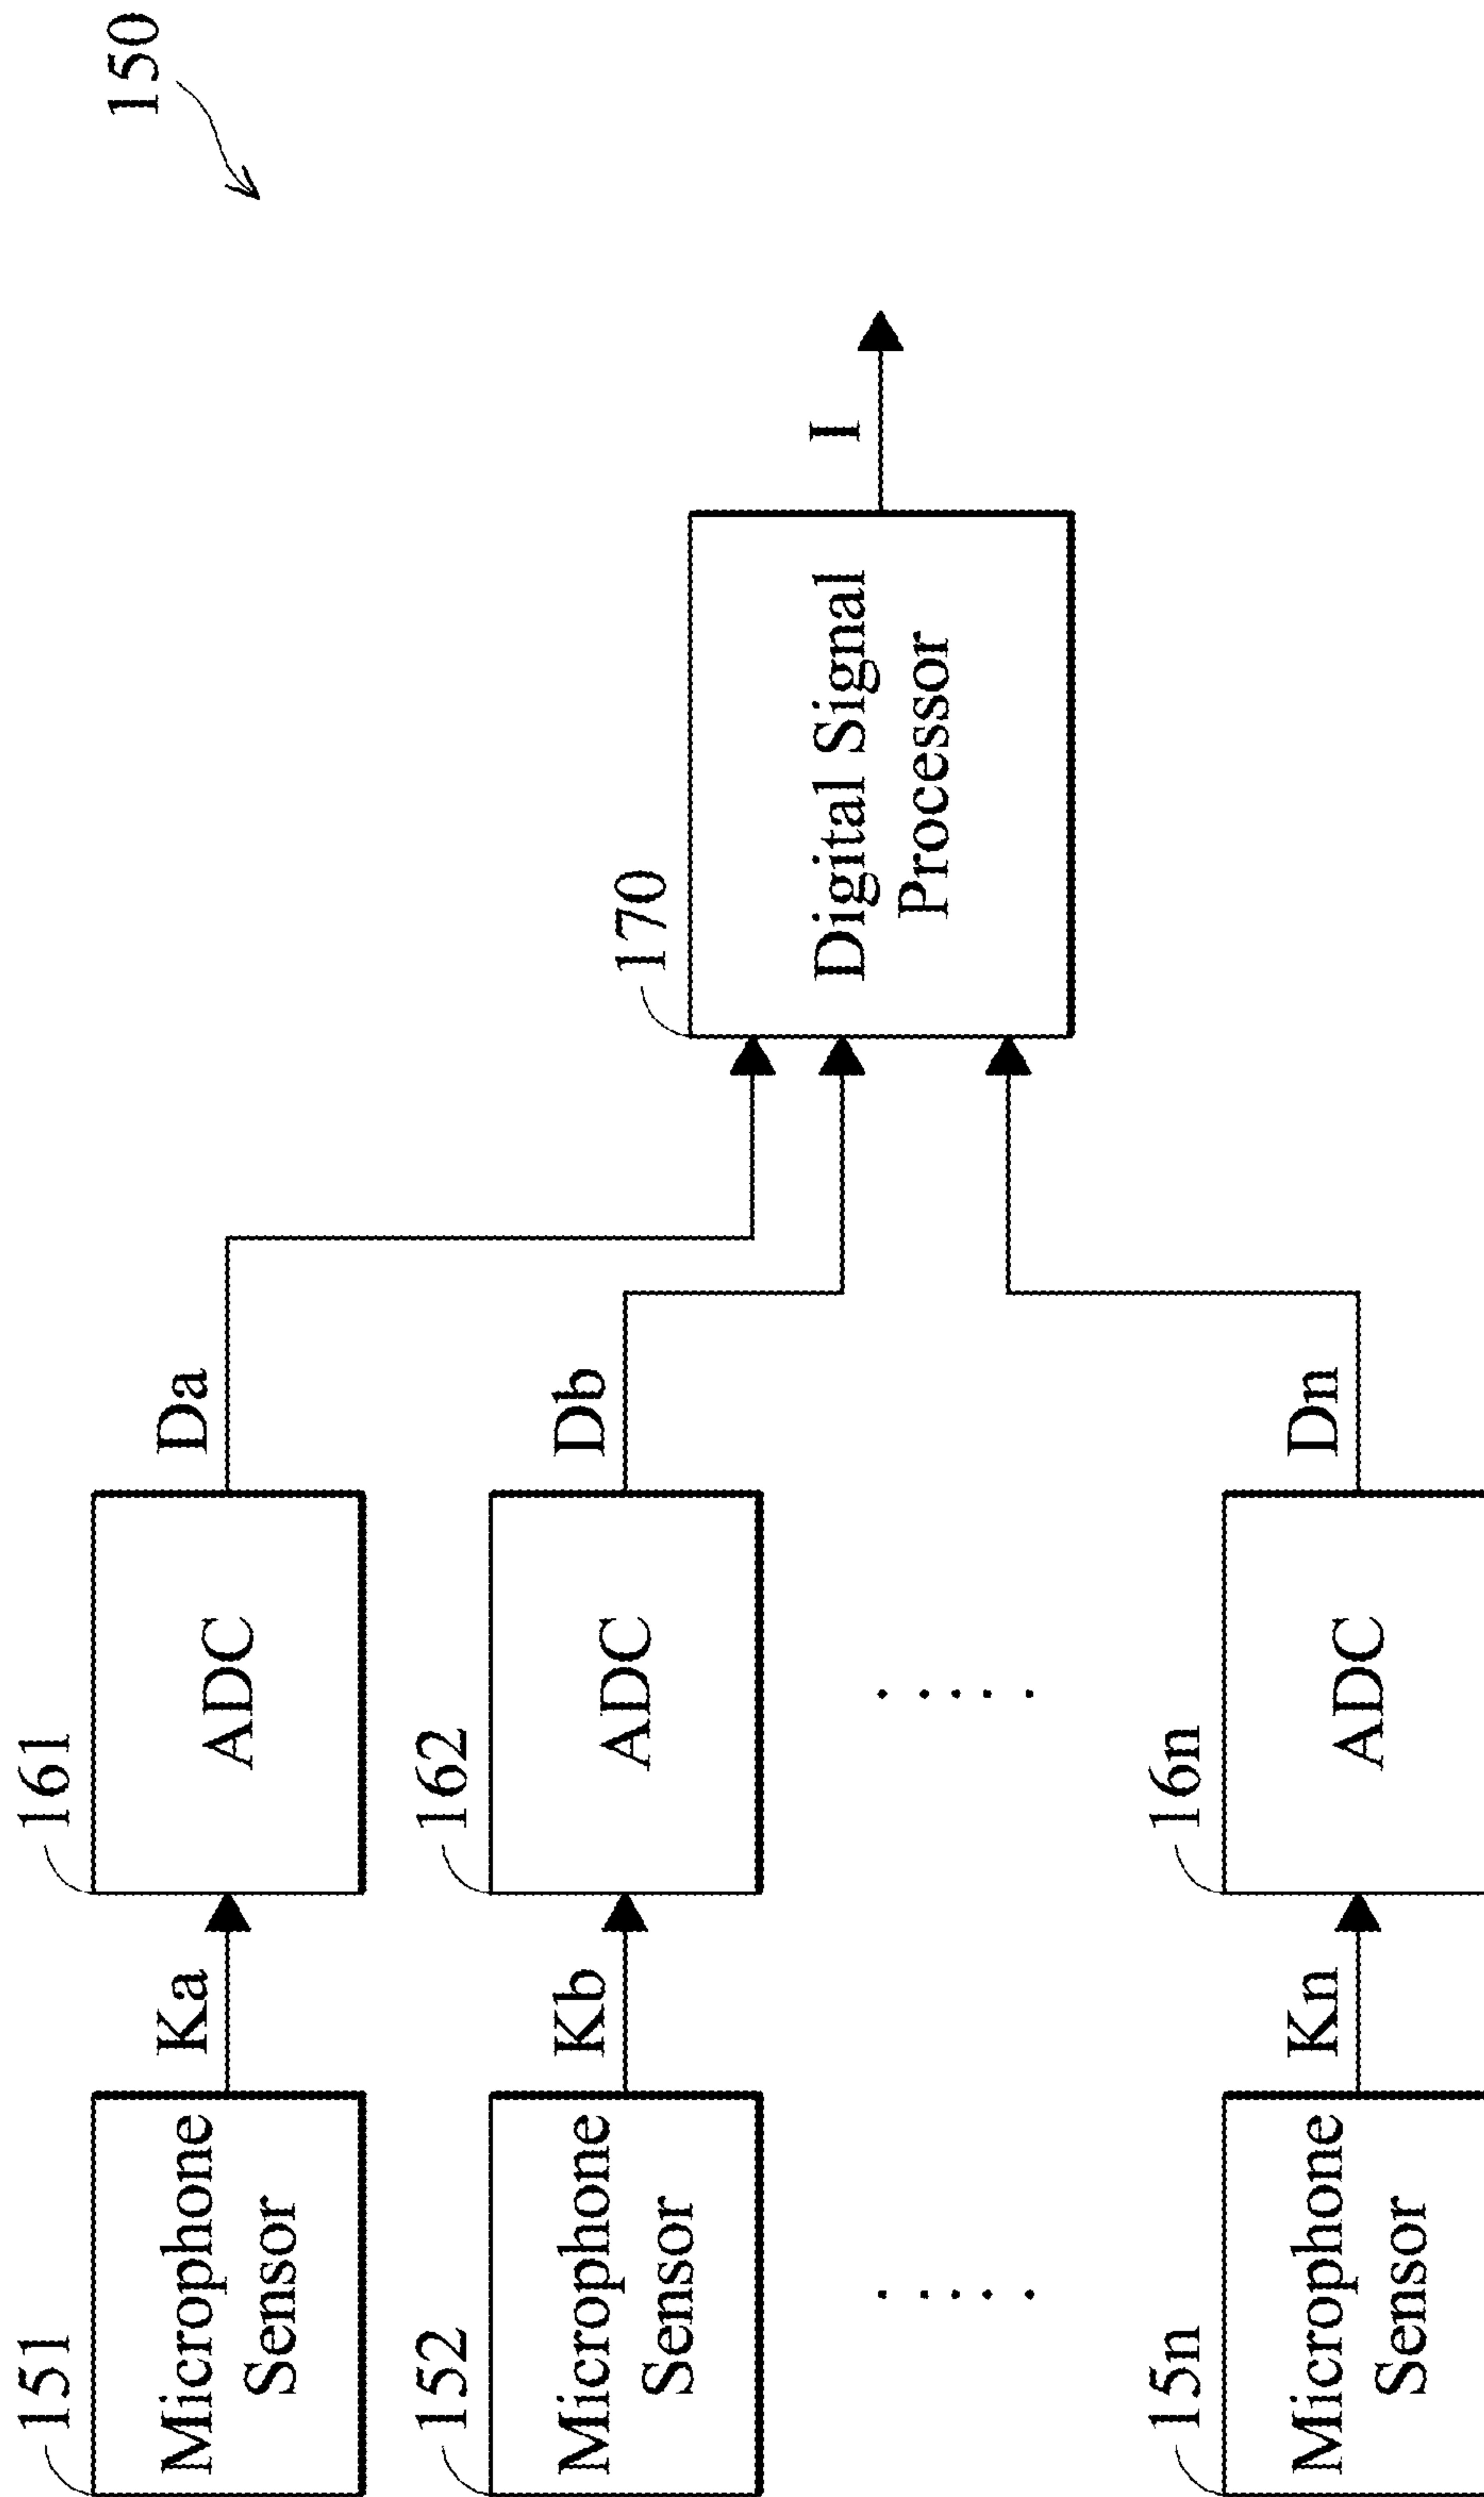 150
151
Microphone
Sensor
Ka
161
ADC
Da
152
Microphone
Sensor
Kb
162
ADC
Db
170
Digital Signal
Processor
I
15n
Microphone
Sensor
Kn
16n
ADC
Dn